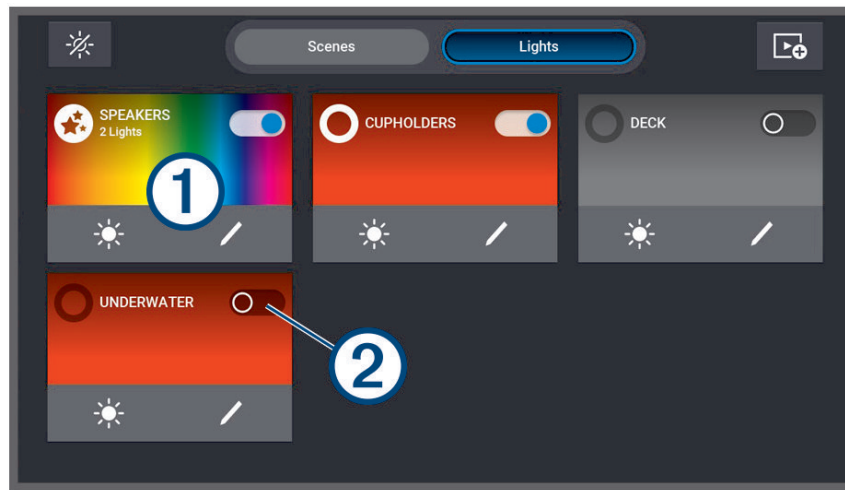 Scenes
Lights
SPEAKERS
2 Lights
CUPHOLDERS
DECK
1
UNDERWATER
2